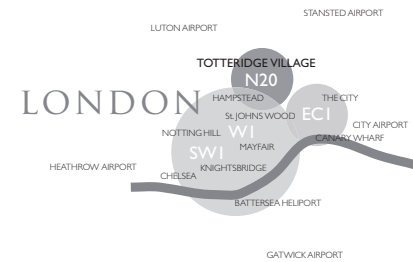 STANSTED AIRPORT
LUTON AIRPORT
TOTTERIDGE VILLAGE
N20
LONDON
HAMPSTEAD
THE CITY
St. JOHNS WOOD
EC1
CITY AIRPORT
NOTTING HILL
W1
CANARY WHARF
MAYFAIR
SW1
HEATHROW AIRPORT
KNIGHTSBRIDGE
CHELSEA
BATTERSEA HELIPORT
GATWICK AIRPORT